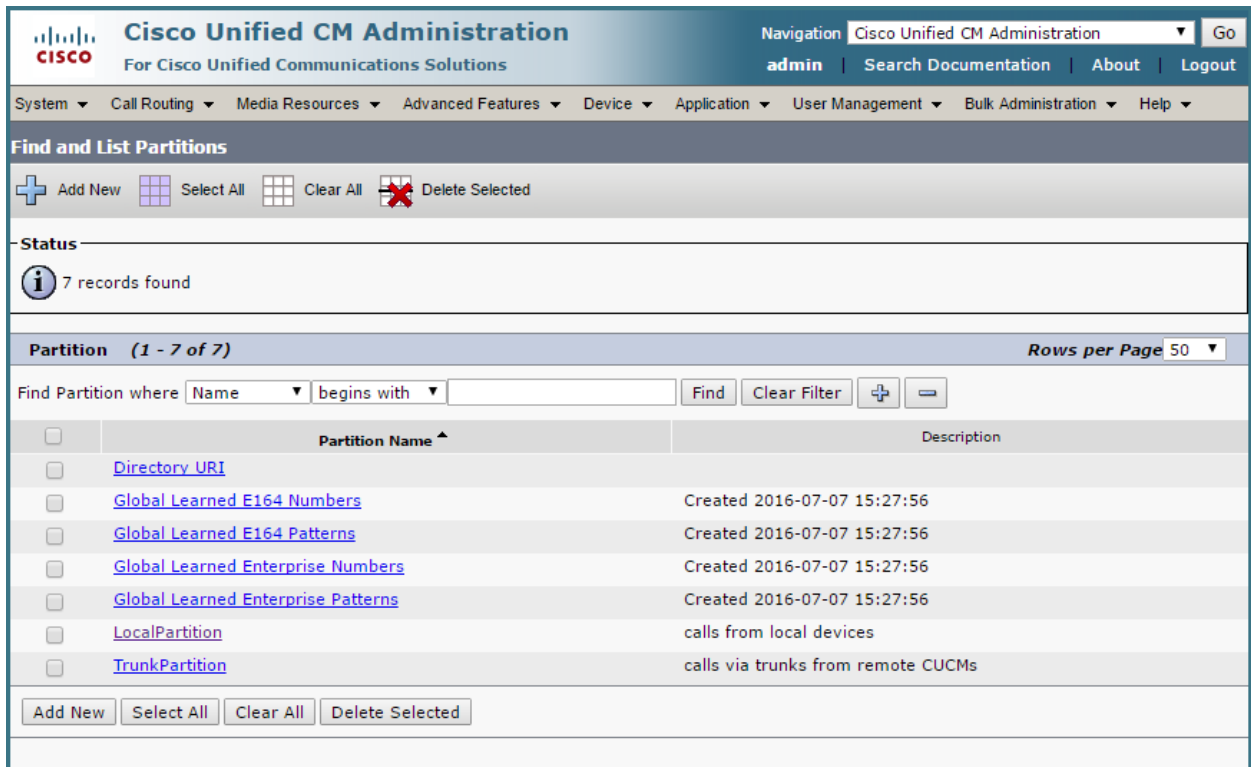 CISCO
Cisco Unified CM Administration
For Cisco Unified Communications Solutions
Navigation Cisco Unified CM Administration Go
admin | Search Documentation | About | Logout
System Call Routing Media Resources Advanced Features Device Application User Management Bulk Administration Help
Find and List Partitions
Add New Select All Clear All Delete Selected
Status
i 7 records found
Partition (1 - 7 of 7) Rows per Page 50
Find Partition where Name begins with Find Clear Filter
Partition Name Description
Directory URI
Global Learned E164 Numbers Created 2016-07-07 15:27:56
Global Learned E164 Patterns Created 2016-07-07 15:27:56
Global Learned Enterprise Numbers Created 2016-07-07 15:27:56
Global Learned Enterprise Patterns Created 2016-07-07 15:27:56
LocalPartition calls from local devices
TrunkPartition calls via trunks from remote CUCMs
Add New Select All Clear All Delete Selected